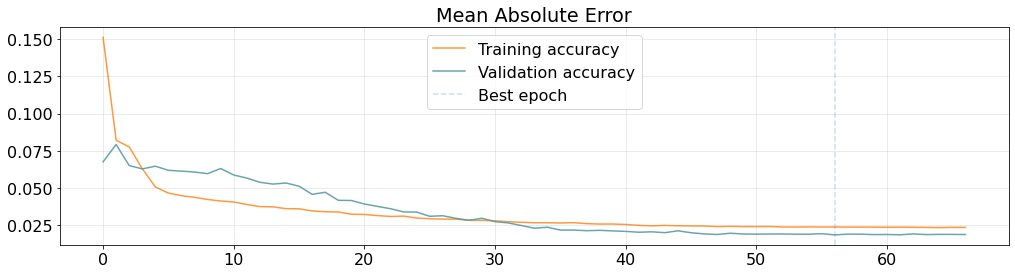 Mean Absolute Error
0.150
0.125
0.100
0.075
0.050
0.025
Training accuracy
Validation accuracy
Best epoch
0 10 20 30 40 50 60